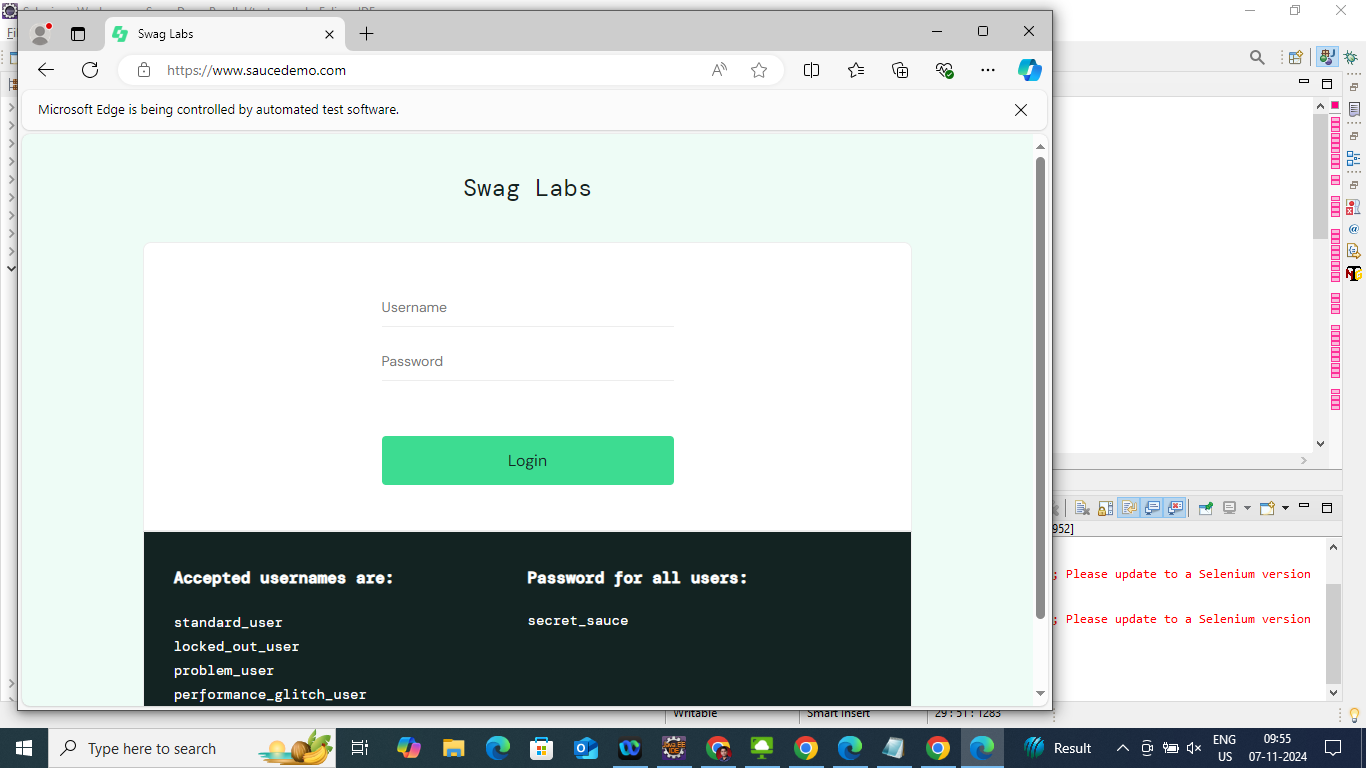 Swag Labs
https://www.saucedemo.com
Microsoft Edge is being controlled by automated test software.
Swag Labs
Username
Password
Login
Accepted usernames are:
standard_user
locked_out_user
problem_user
performance_glitch_user
Password for all users:
secret_sauce
952]
; Please update to a Selenium version
; Please update to a Selenium version
Writable
Smart Insert
29 : 51 : 1283
Type here to search
Result
ENG
US
09:55
07-11-2024